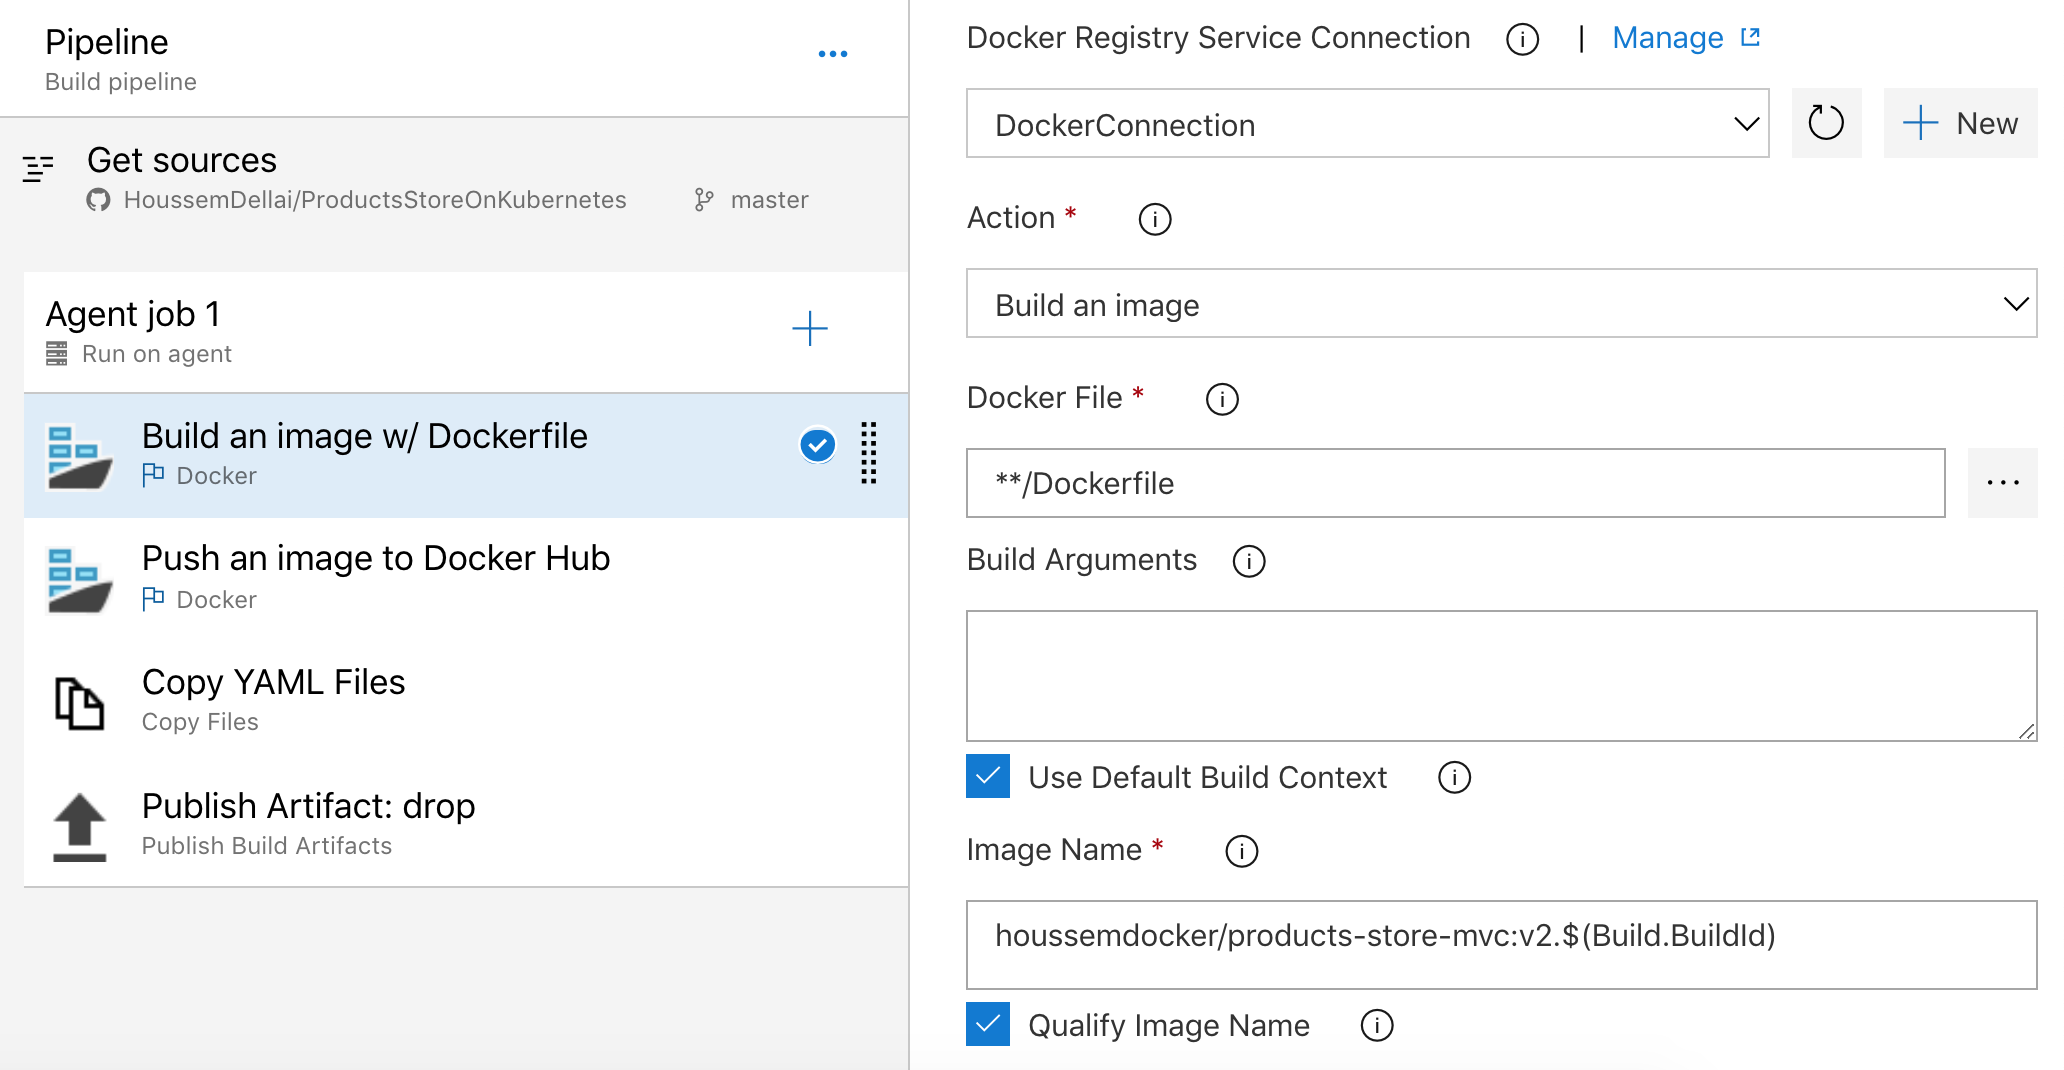 Pipeline
Build pipeline
Get sources
HoussemDellai/ProductsStoreOnKubernetes master
Agent job 1
Run on agent
Build an image w/ Dockerfile
Docker
Push an image to Docker Hub
Docker
Copy YAML Files
Copy Files
Publish Artifact: drop
Publish Build Artifacts
Docker Registry Service Connection | Manage
DockerConnection
New
Action *
Build an image
Docker File *
**/Dockerfile
Build Arguments
Use Default Build Context
Image Name *
houssemdocker/products-store-mvc:v2.$(Build.BuildId)
Qualify Image Name